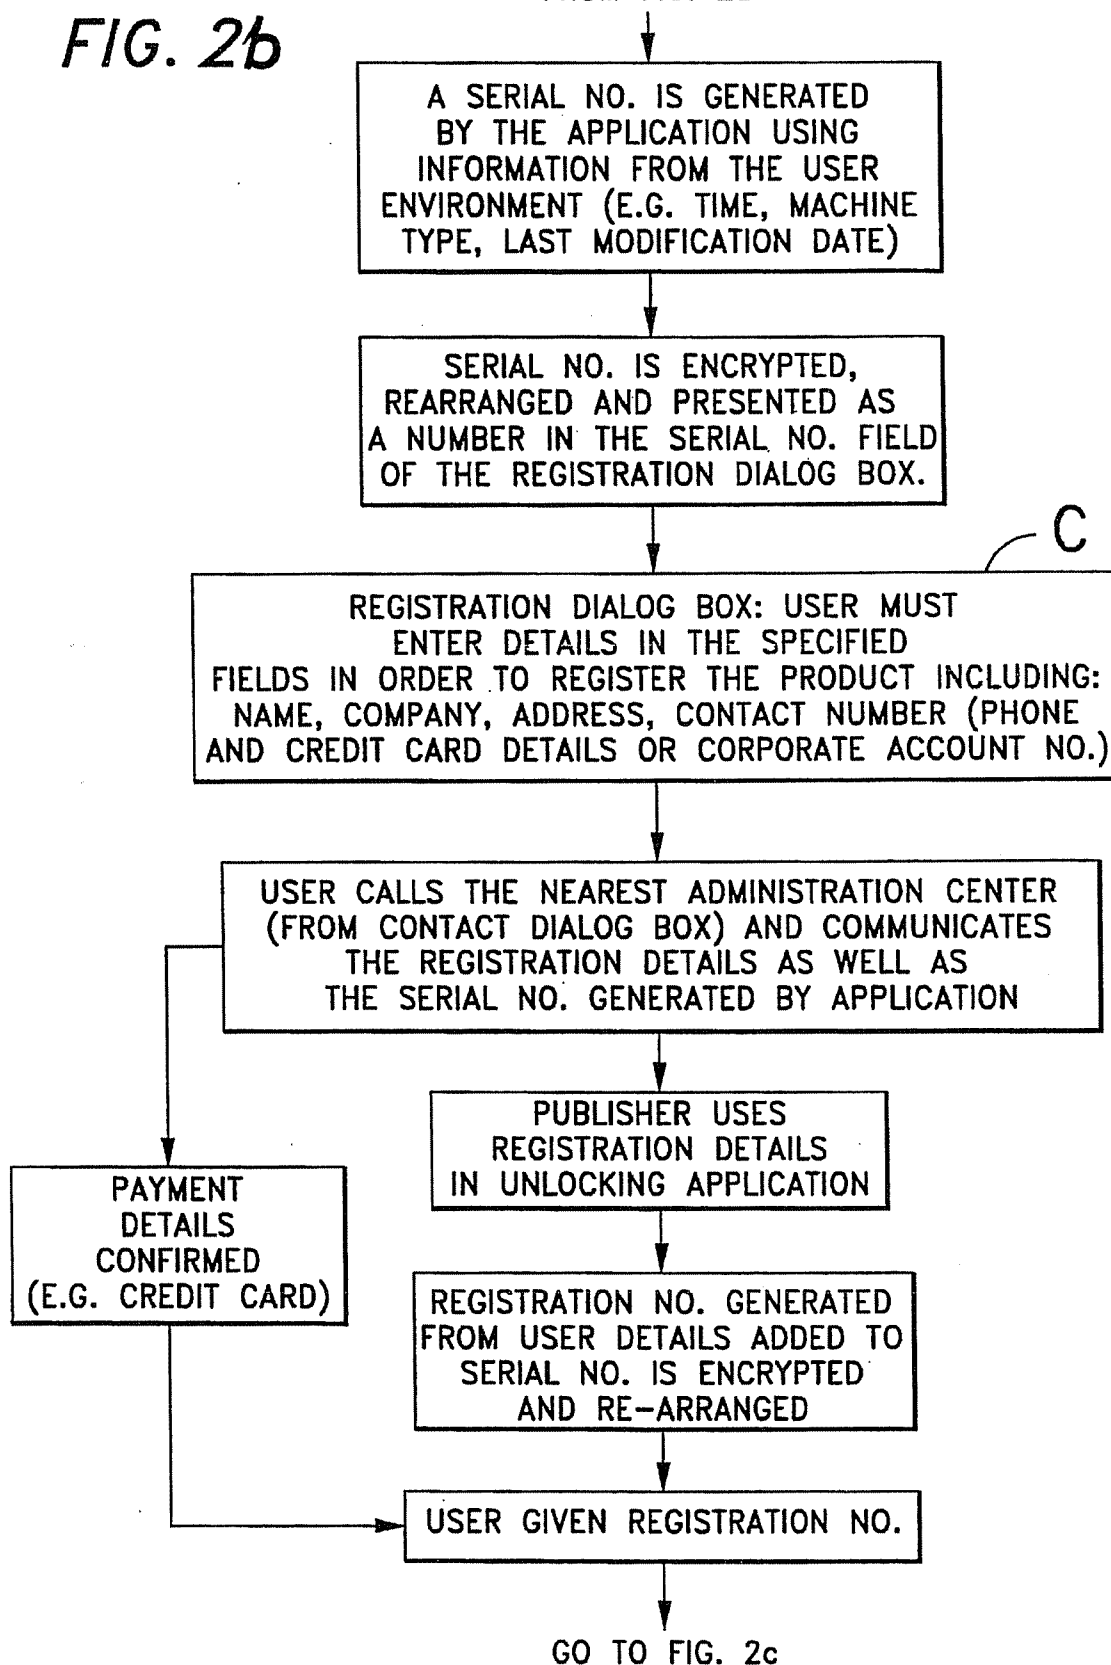 FIG. 2b
A SERIAL NO. IS GENERATED
BY THE APPLICATION USING
INFORMATION FROM THE USER
ENVIRONMENT (E.G. TIME, MACHINE
TYPE, LAST MODIFICATION DATE)
SERIAL NO. IS ENCRYPTED,
REARRANGED AND PRESENTED AS
A NUMBER IN THE SERIAL NO. FIELD
OF THE REGISTRATION DIALOG BOX.
C
REGISTRATION DIALOG BOX: USER MUST
ENTER DETAILS IN THE SPECIFIED
FIELDS IN ORDER TO REGISTER THE PRODUCT INCLUDING:
NAME, COMPANY, ADDRESS, CONTACT NUMBER (PHONE
AND CREDIT CARD DETAILS OR CORPORATE ACCOUNT NO.)
USER CALLS THE NEAREST ADMINISTRATION CENTER
(FROM CONTACT DIALOG BOX) AND COMMUNICATES
THE REGISTRATION DETAILS AS WELL AS
THE SERIAL NO. GENERATED BY APPLICATION
PUBLISHER USES
REGISTRATION DETAILS
IN UNLOCKING APPLICATION
PAYMENT
DETAILS
CONFIRMED
(E.G. CREDIT CARD)
REGISTRATION NO. GENERATED
FROM USER DETAILS ADDED TO
SERIAL NO. IS ENCRYPTED
AND RE-ARRANGED
USER GIVEN REGISTRATION NO.
GO TO FIG. 2c